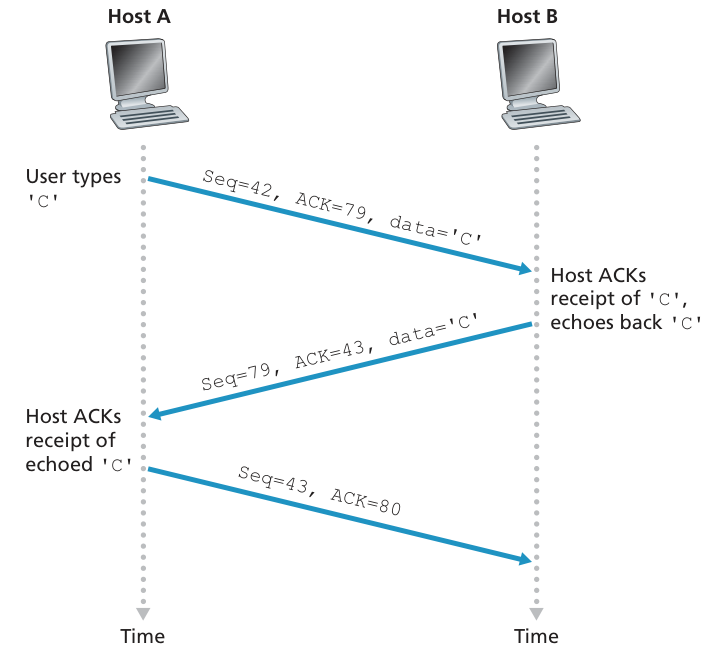 Host A
Host B
User types
'C'
Seq=42, ACK=79, data='C'
Host ACKs
receipt of 'C',
echoes back 'C'
Seq=79, ACK=43, data='C'
Host ACKs
receipt of
echoed 'C'
Seq=43, ACK=80
Time
Time